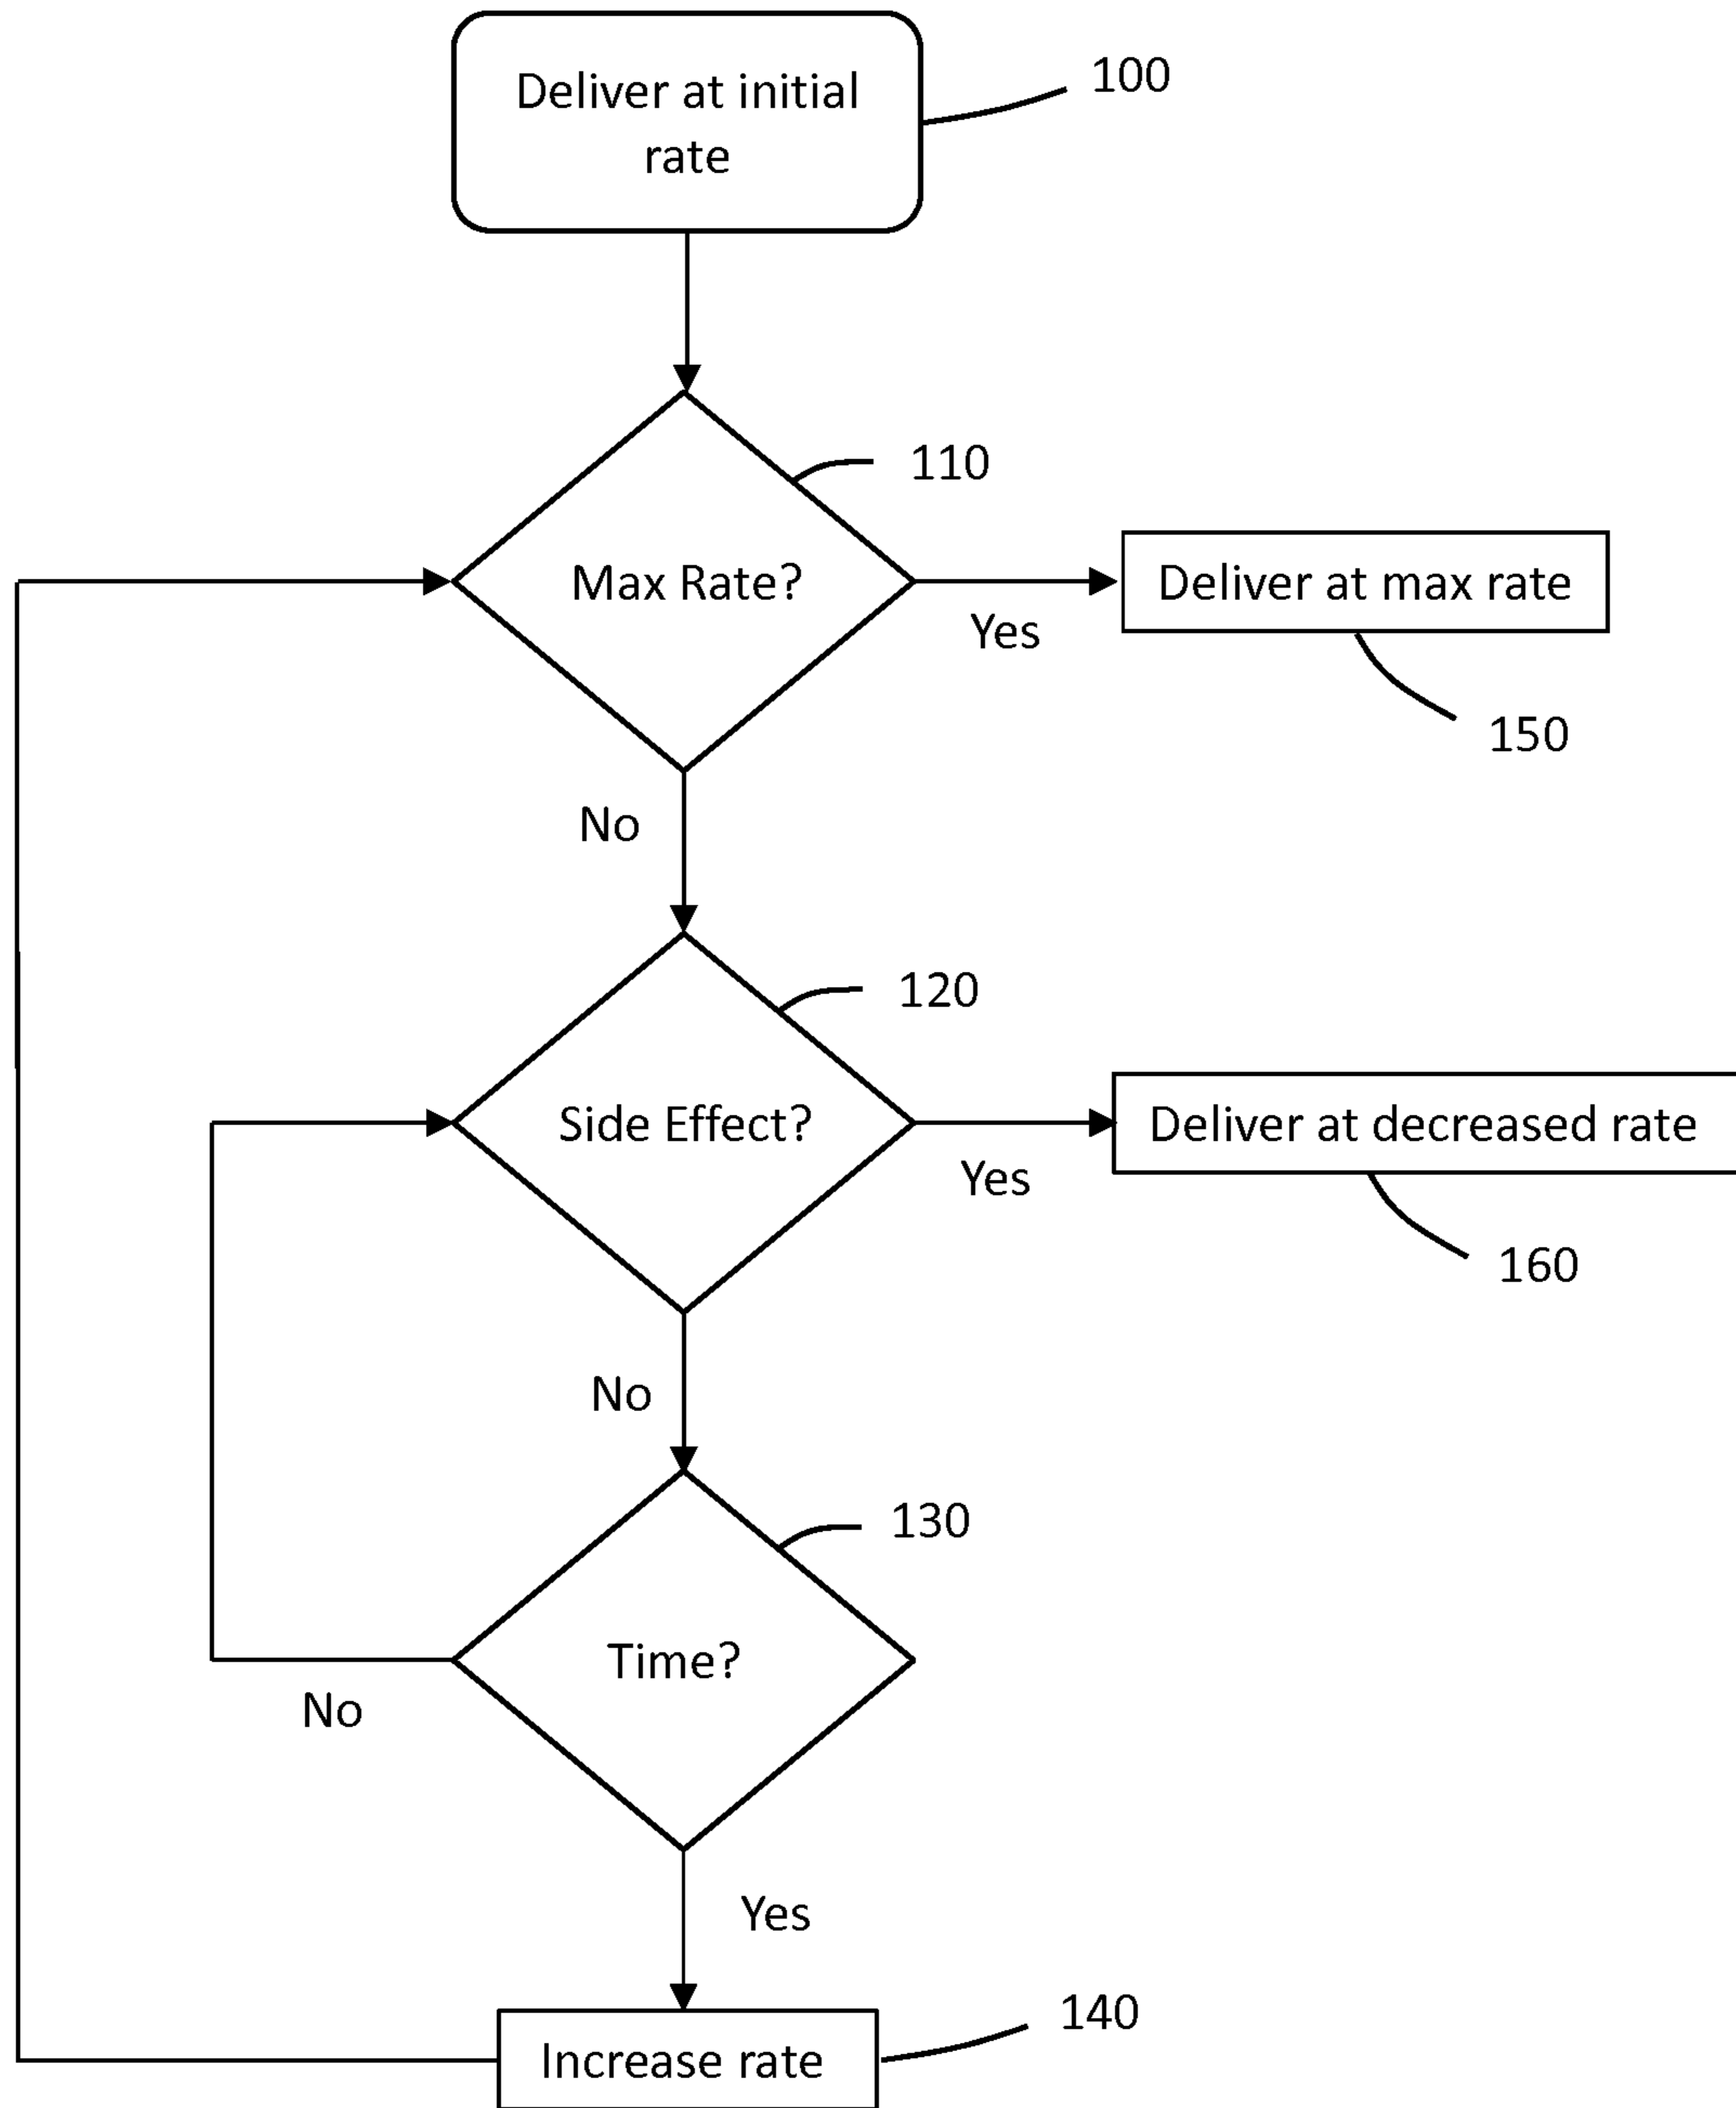 Deliver at initial
rate
100
110
Max Rate?
Yes
Deliver at max rate
150
No
120
Side Effect?
Yes
Deliver at decreased rate
160
No
130
Time?
No
Yes
140
Increase rate